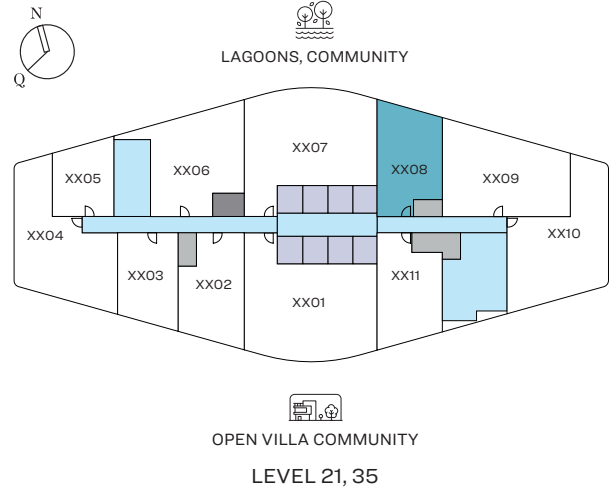 N
Q
LAGOONS, COMMUNITY
XX07
XX08
XX06
XX09
XX05
XX04
XX10
XX03
XX02
XX01
XX11
OPEN VILLA COMMUNITY
LEVEL 21, 35